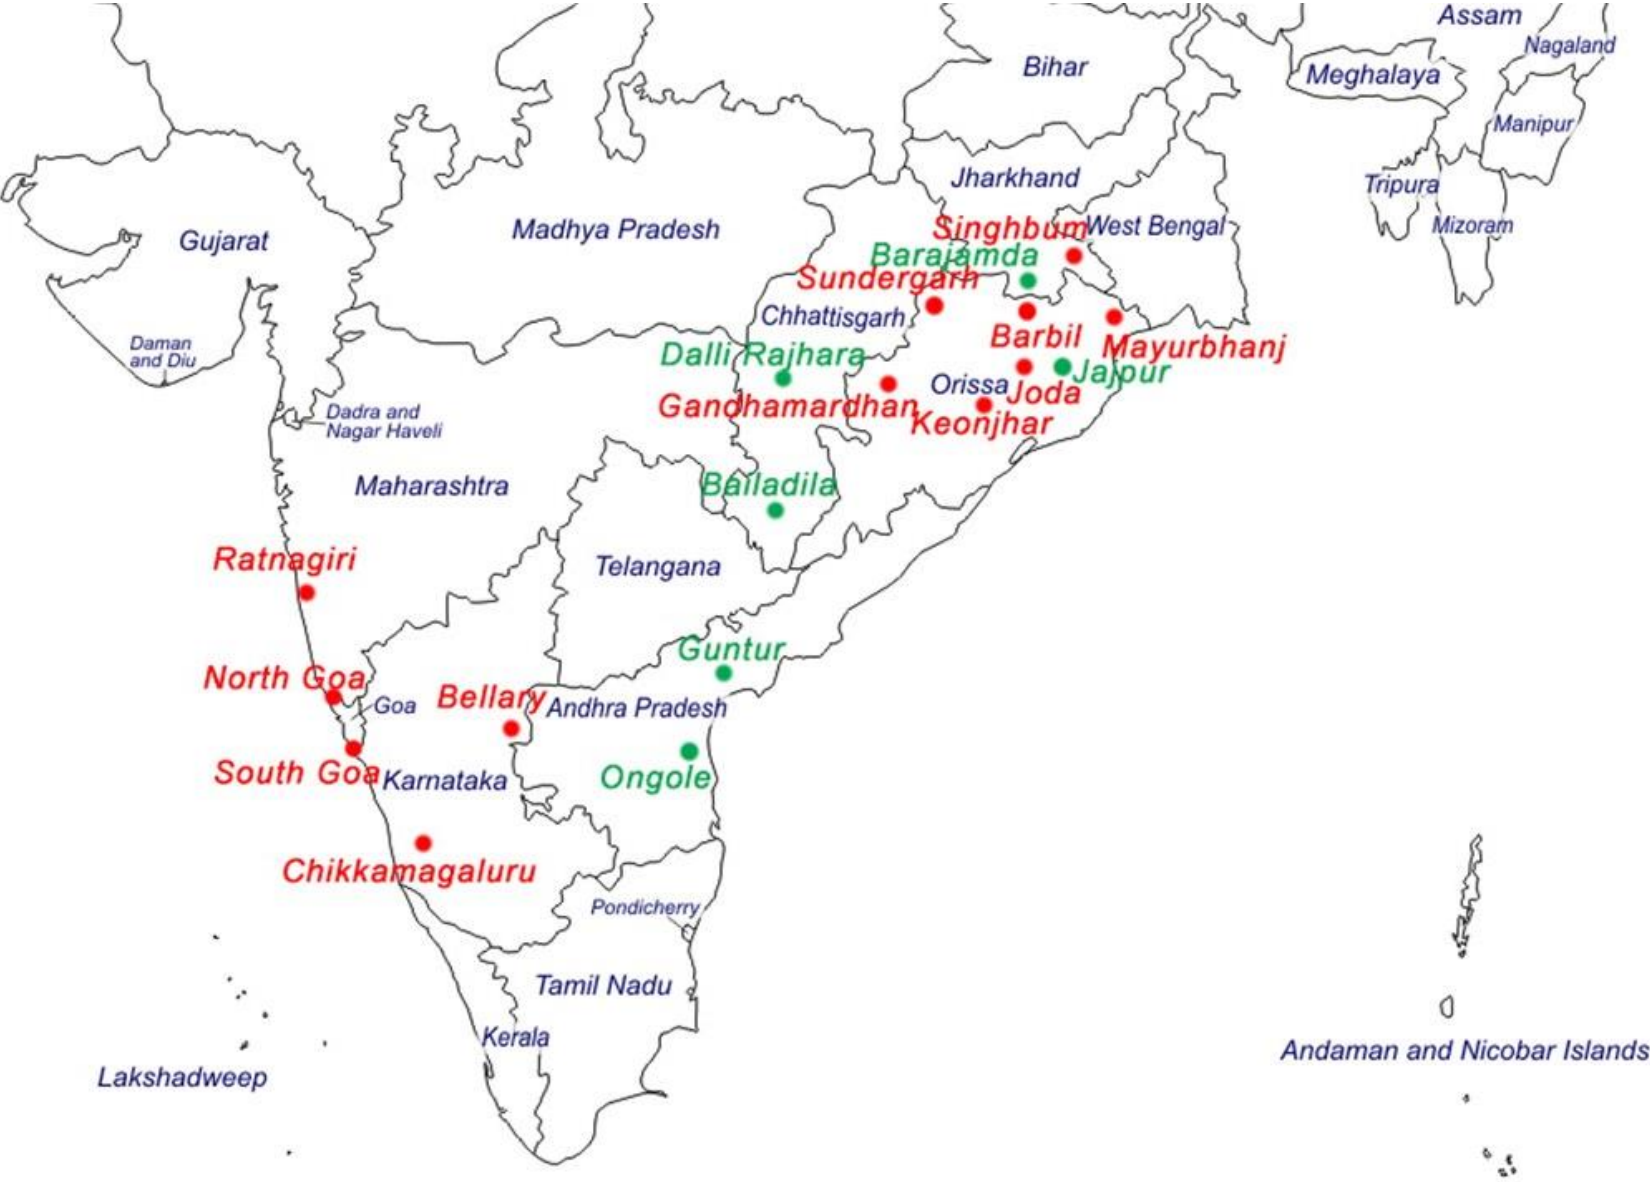 Assam
Nagaland
Bihar
Meghalaya
Manipur
Jharkhand
Tripura
Mizoram
Singhbum
West Bengal
Madhya Pradesh
Gujarat
Barajamda
Sundergarh
Chhattisgarh
Barbil
Mayurbhanj
Daman
and Diu
Dalli Rajhara
Jajpur
Orissa
Joda
Gandhamardhan
Keonjhar
Dadra and
Nagar Haveli
Maharashtra
Bailadila
Ratnagiri
Telangana
Guntur
North Goa
Goa
Bellary
Andhra Pradesh
South Goa
Karnataka
Ongole
Chikkamagaluru
Pondicherry
Tamil Nadu
Kerala
Lakshadweep
Andaman and Nicobar Islands